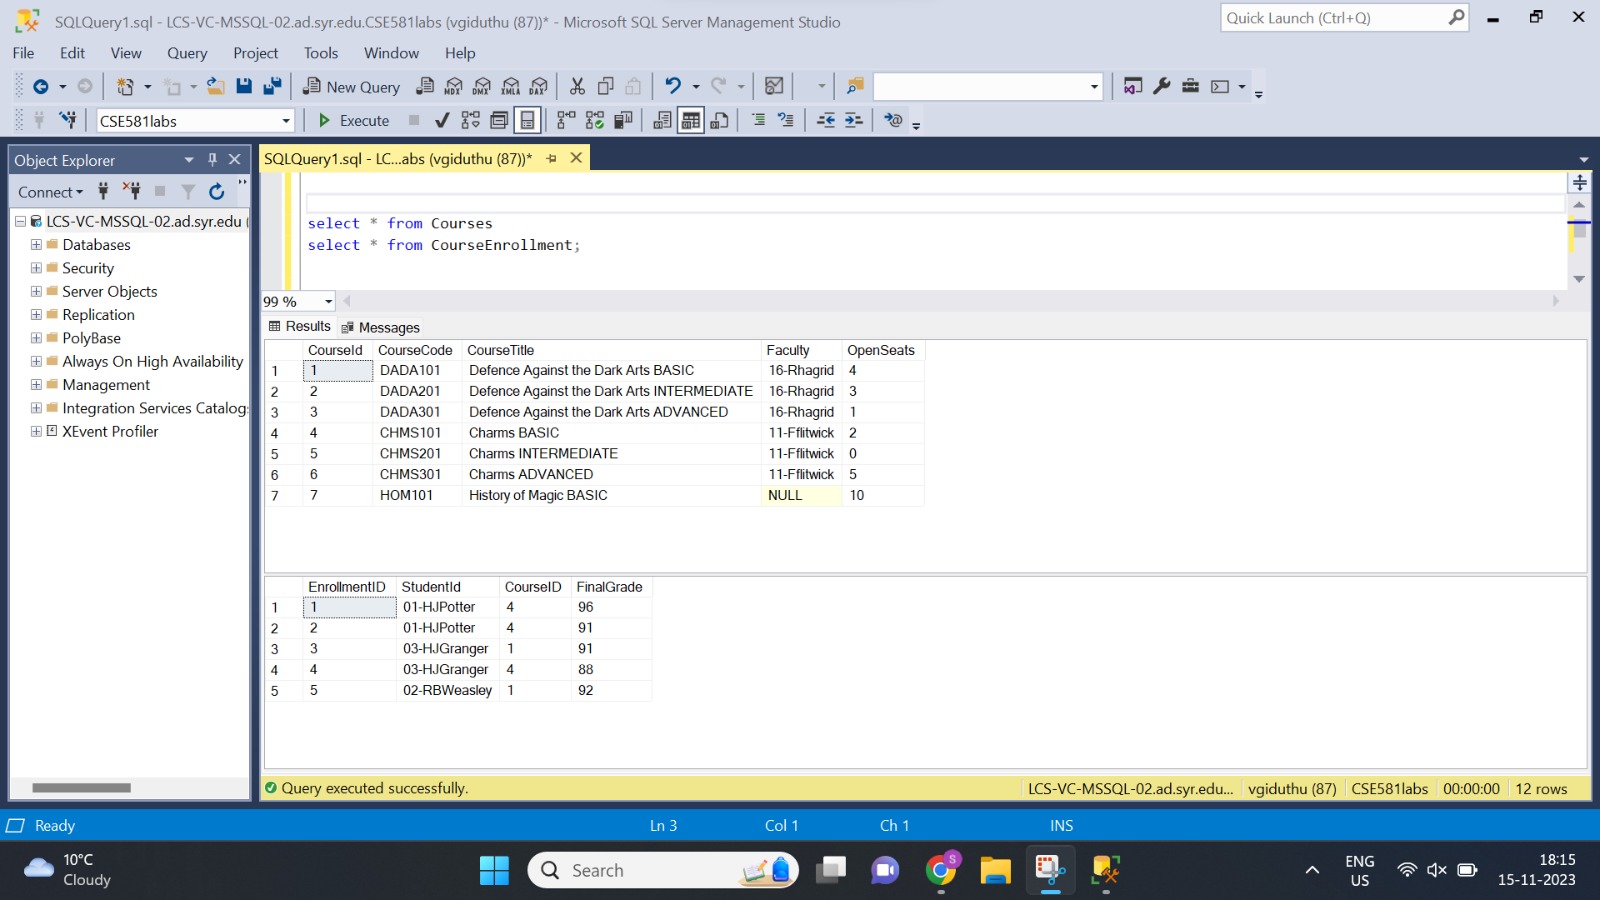 SQLQuery1.sql - LCS-VC-MSSQL-02.ad.syr.edu.CSE581labs (vgiduthu (87))* - Microsoft SQL Server Management Studio
Quick Launch (Ctrl+Q)
File Edit View Query Project Tools Window Help
New Query MDX DMX XMLA DAX
CSE581labs Execute
Object Explorer
Connect
LCS-VC-MSSQL-02.ad.syr.edu (
Databases
Security
Server Objects
Replication
PolyBase
Always On High Availability
Management
Integration Services Catalog
XEvent Profiler
SQLQuery1.sql - LC...abs (vgiduthu (87))*
select * from Courses
select * from CourseEnrollment;
99 %
Results Messages
CourseId CourseCode CourseTitle Faculty OpenSeats
1 1 DADA101 Defence Against the Dark Arts BASIC 16-Rhagrid 4
2 2 DADA201 Defence Against the Dark Arts INTERMEDIATE 16-Rhagrid 3
3 3 DADA301 Defence Against the Dark Arts ADVANCED 16-Rhagrid 1
4 4 CHMS101 Charms BASIC 11-Fflitwick 2
5 5 CHMS201 Charms INTERMEDIATE 11-Fflitwick 0
6 6 CHMS301 Charms ADVANCED 11-Fflitwick 5
7 7 HOM101 History of Magic BASIC NULL 10
EnrollmentID StudentId CourseID FinalGrade
1 1 01-HJPotter 4 96
2 2 01-HJPotter 4 91
3 3 03-HJGranger 1 91
4 4 03-HJGranger 4 88
5 5 02-RBWeasley 1 92
Query executed successfully.
LCS-VC-MSSQL-02.ad.syr.edu... vgiduthu (87) CSE581labs 00:00:00 12 rows
Ready Ln 3 Col 1 Ch 1 INS
10°C
Cloudy
Search
S
ENG
US
18:15
15-11-2023